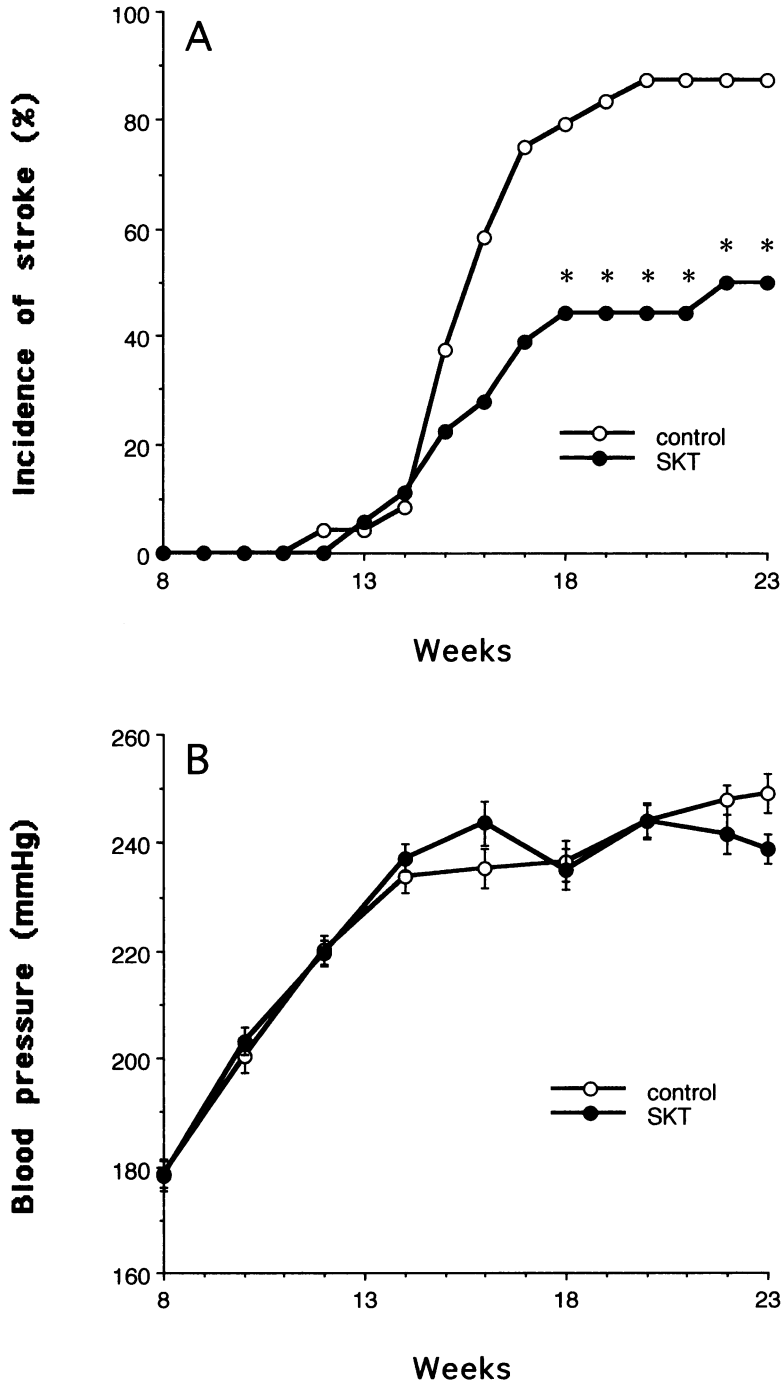 A
Incidence of stroke (%)
100
80
60
40
20
0
* * * * * *
control
SKT
8 13 18 23
Weeks
B
Blood pressure (mmHg)
260
240
220
200
180
160
control
SKT
8 13 18 23
Weeks